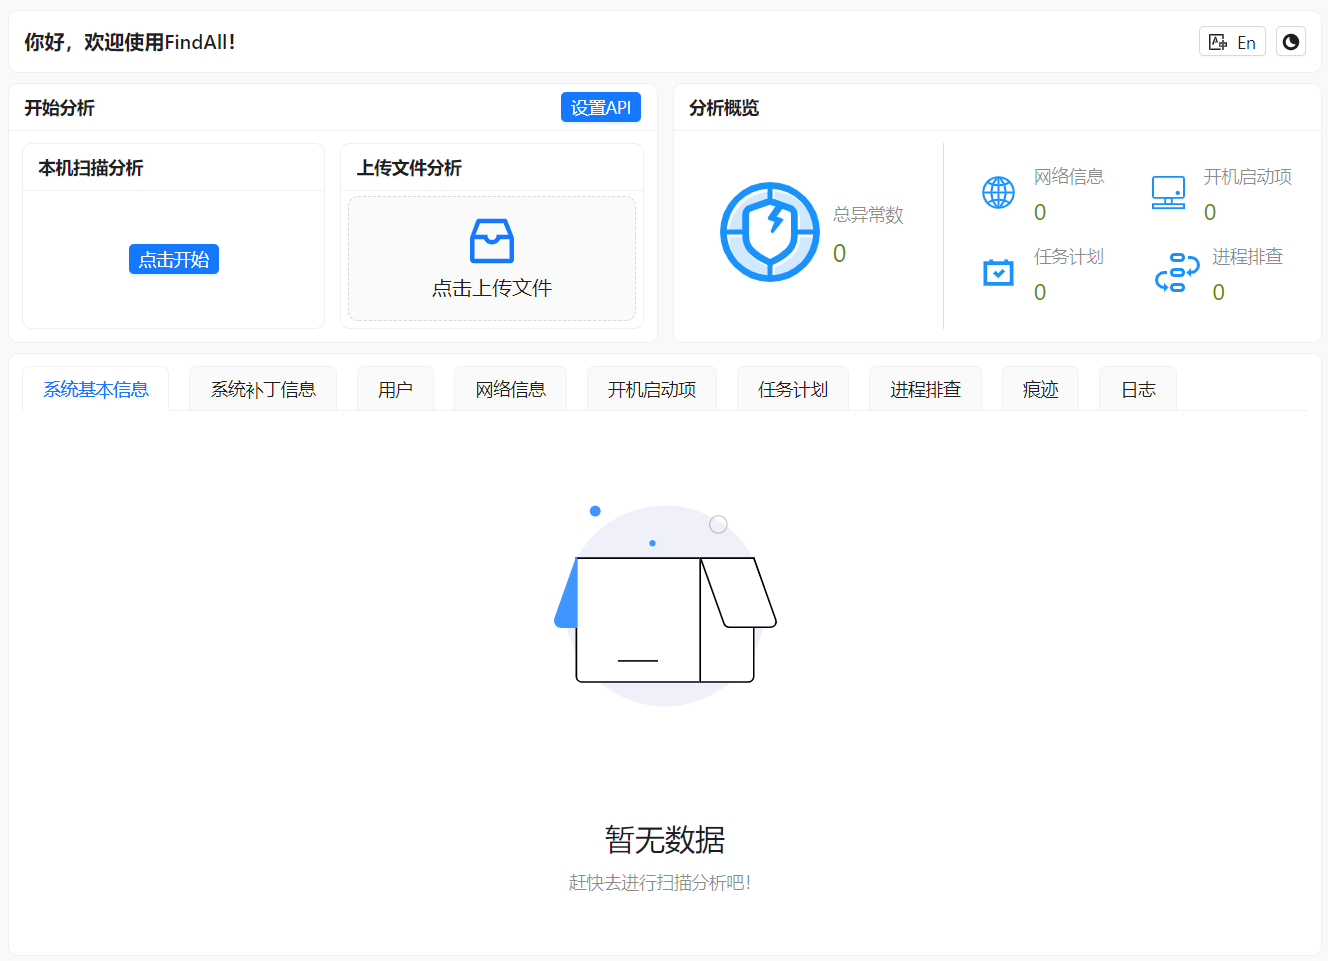 你好，欢迎使用FindAll！
En
开始分析
设置API
本机扫描分析
点击开始
上传文件分析
点击上传文件
分析概览
总异常数
0
网络信息
0
开机启动项
0
任务计划
0
进程排查
0
系统基本信息
系统补丁信息
用户
网络信息
开机启动项
任务计划
进程排查
痕迹
日志
暂无数据
赶快去进行扫描分析吧！